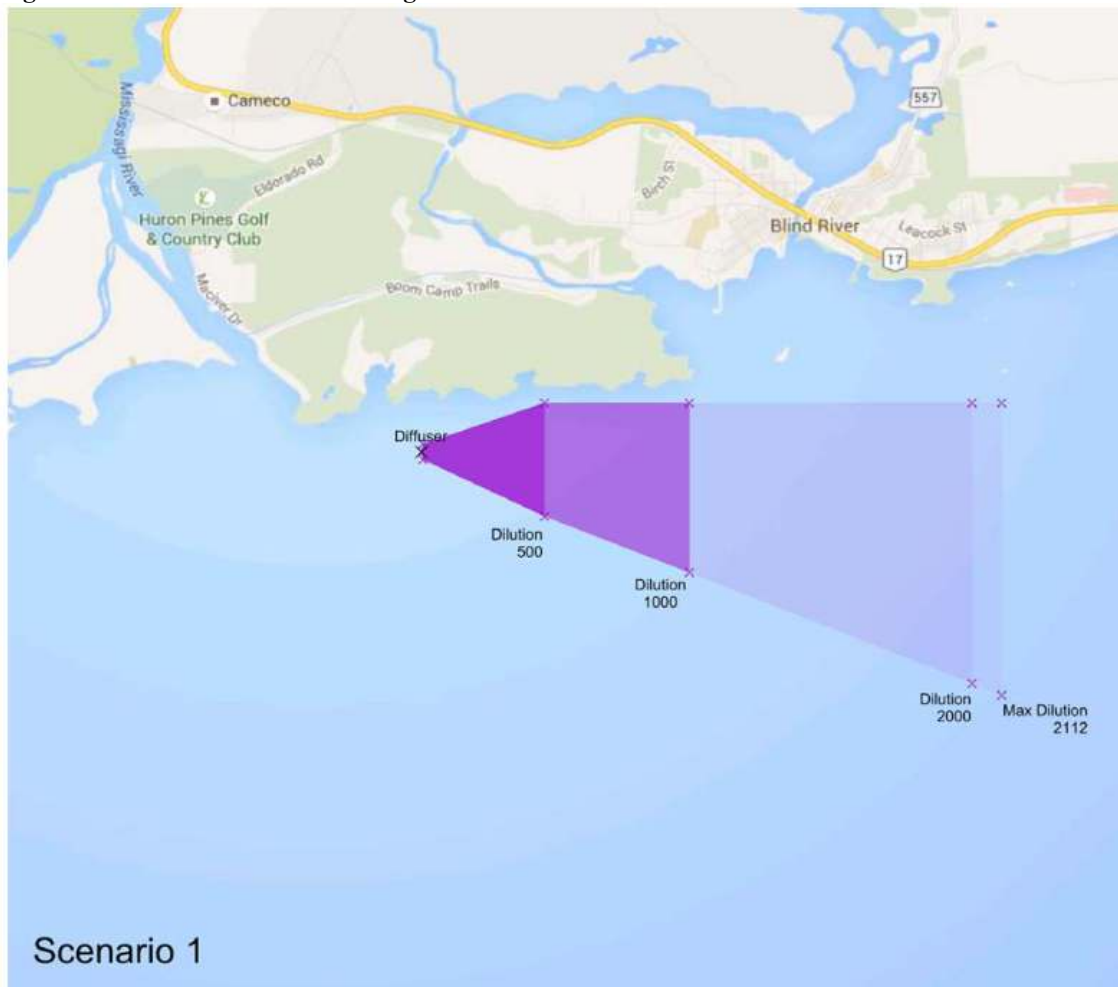 557
Cameco
Mississagi River
Birch St
Eldorado Rd
Huron Pines Golf
& Country Club
Blind River
Leacock St
17
MacIver Dr
Boom Camp Trails
Diffuser
Dilution
500
Dilution
1000
Dilution
2000
Max Dilution
2112
Scenario 1